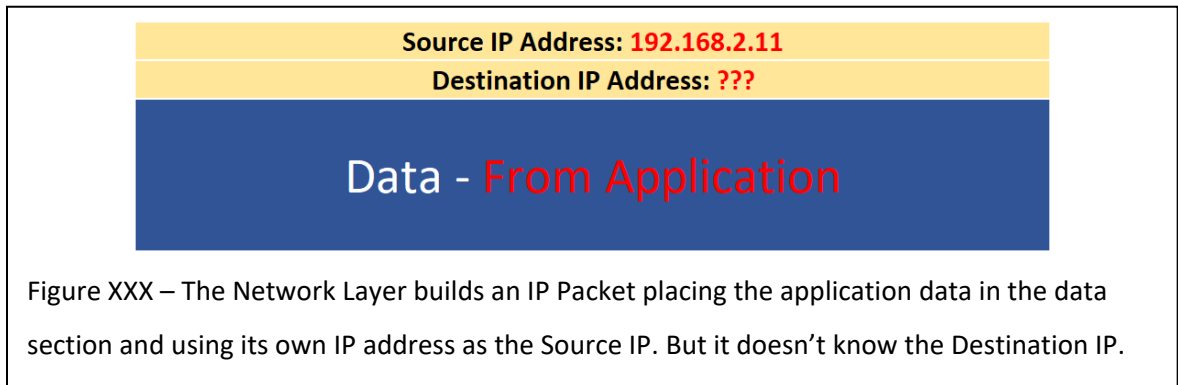 Source IP Address: 192.168.2.11
Destination IP Address: ???
Data - From Application
Figure XXX – The Network Layer builds an IP Packet placing the application data in the data
section and using its own IP address as the Source IP. But it doesn’t know the Destination IP.